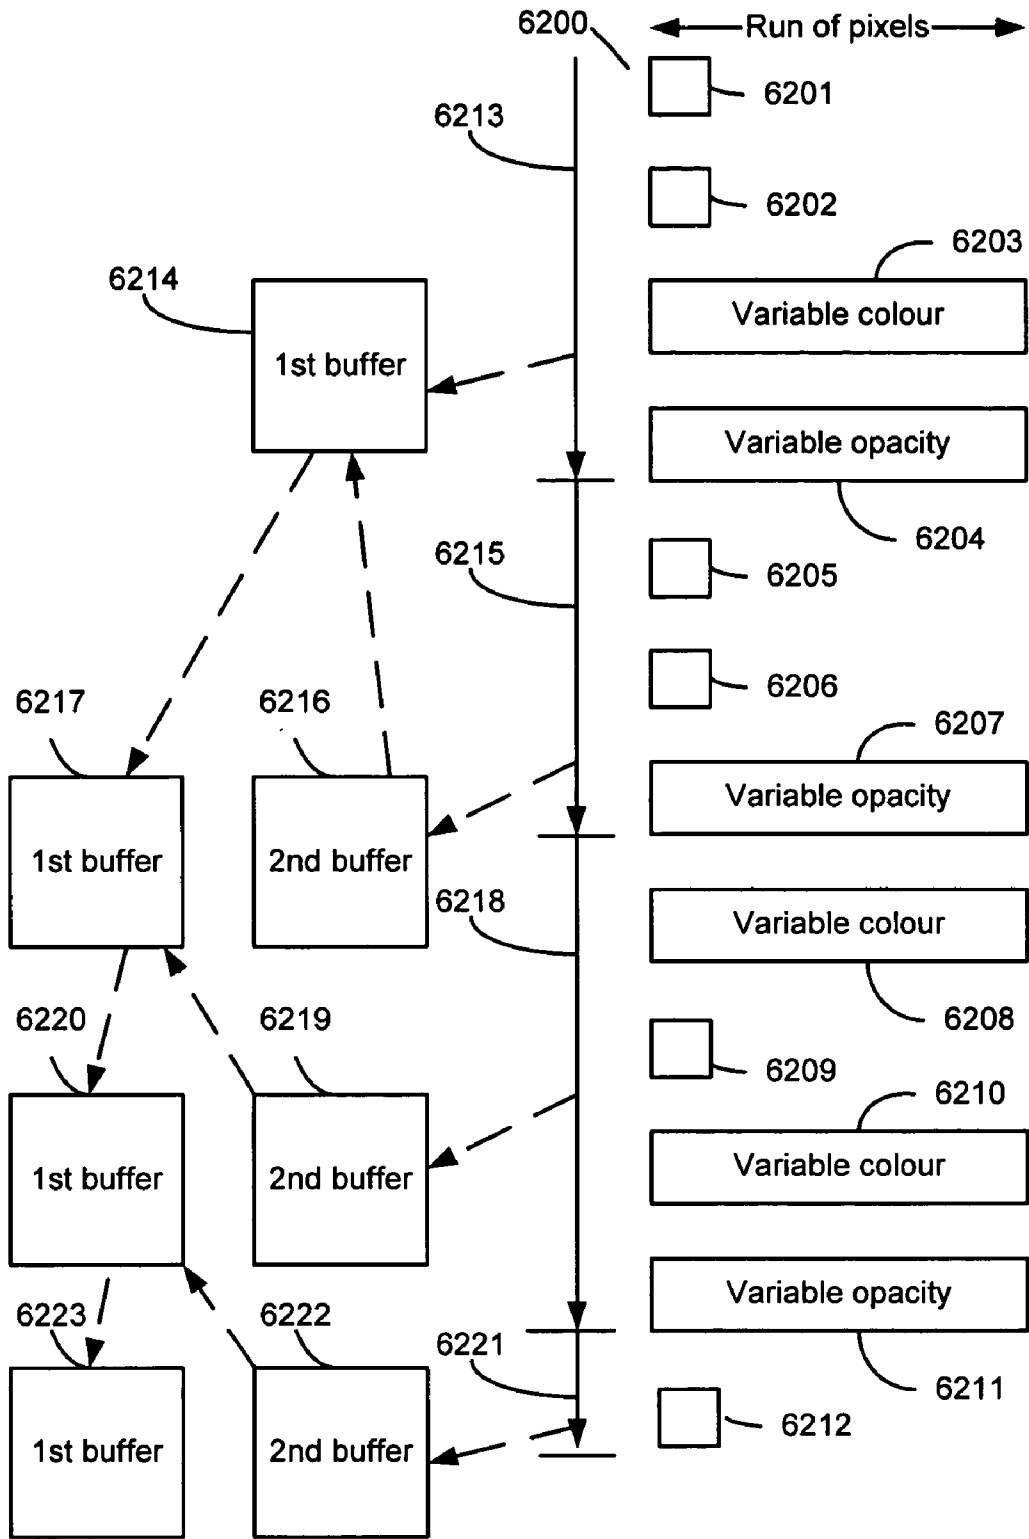 6200
Run of pixels
6201
6213
6202
6203
6214
Variable colour
1st buffer
Variable opacity
6204
6215
6205
6206
6217
6216
6207
Variable opacity
1st buffer
2nd buffer
6218
Variable colour
6208
6220
6219
6209
6210
1st buffer
2nd buffer
Variable colour
Variable opacity
6223
6222
6221
6211
6212
1st buffer
2nd buffer